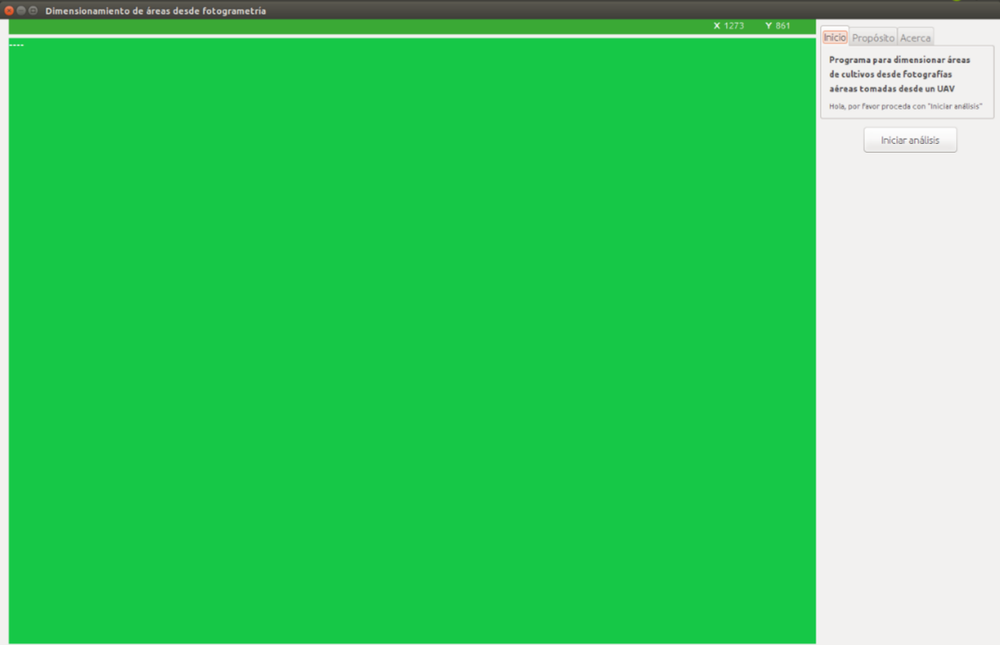 Dimensionamiento de áreas desde fotogrametría
X 1273 Y 861
----
Inicio Propósito Acerca
Programa para dimensionar áreas
de cultivos desde fotografías
aéreas tomadas desde un UAV
Hola, por favor proceda con "Iniciar análisis"
Iniciar análisis